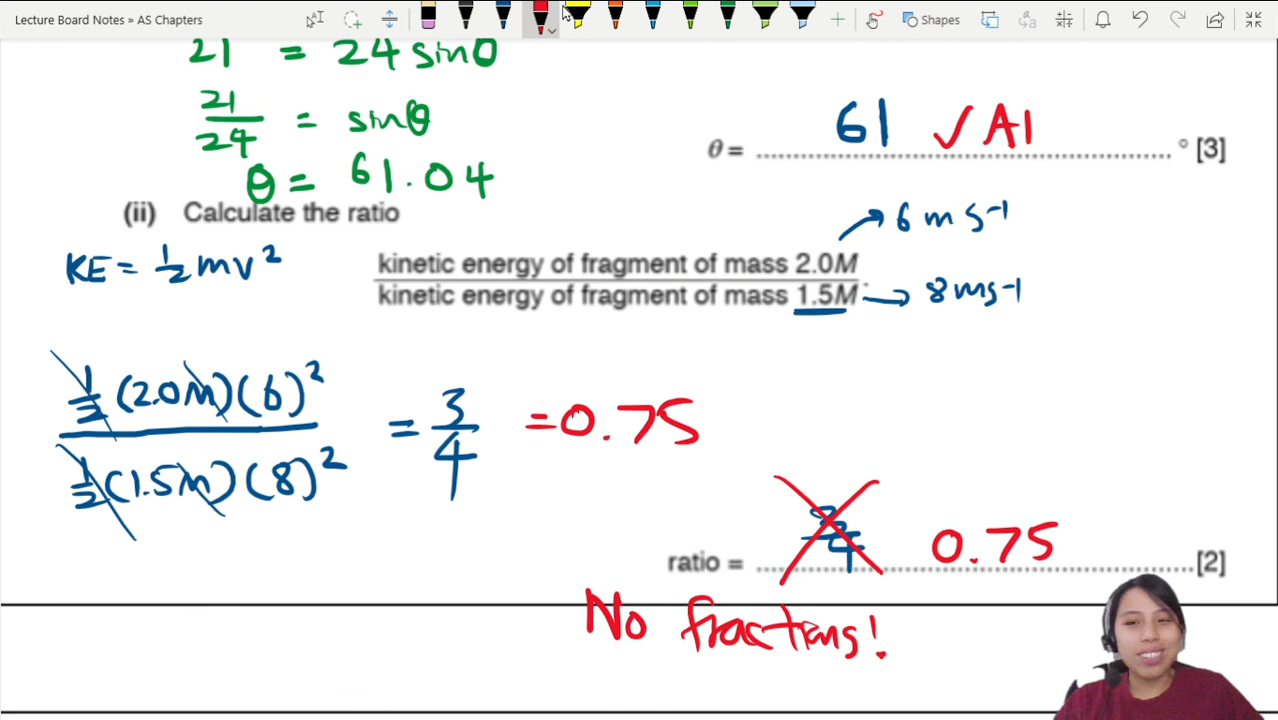 Lecture Board Notes » AS Chapters
Shapes
21 = 24 sinθ
21/24 = sinθ
θ = 61.04
θ = 61 ✓ A1 ° [3]
(ii) Calculate the ratio
KE = 1/2 mv²
kinetic energy of fragment of mass 2.0M → 6 m s⁻¹
kinetic energy of fragment of mass 1.5M → 8 ms⁻¹
1/2 (2.0M)(6)²
1/2 (1.5M)(8)²
= 3/4 = 0.75
ratio = 3/4 0.75 [2]
No fractions!